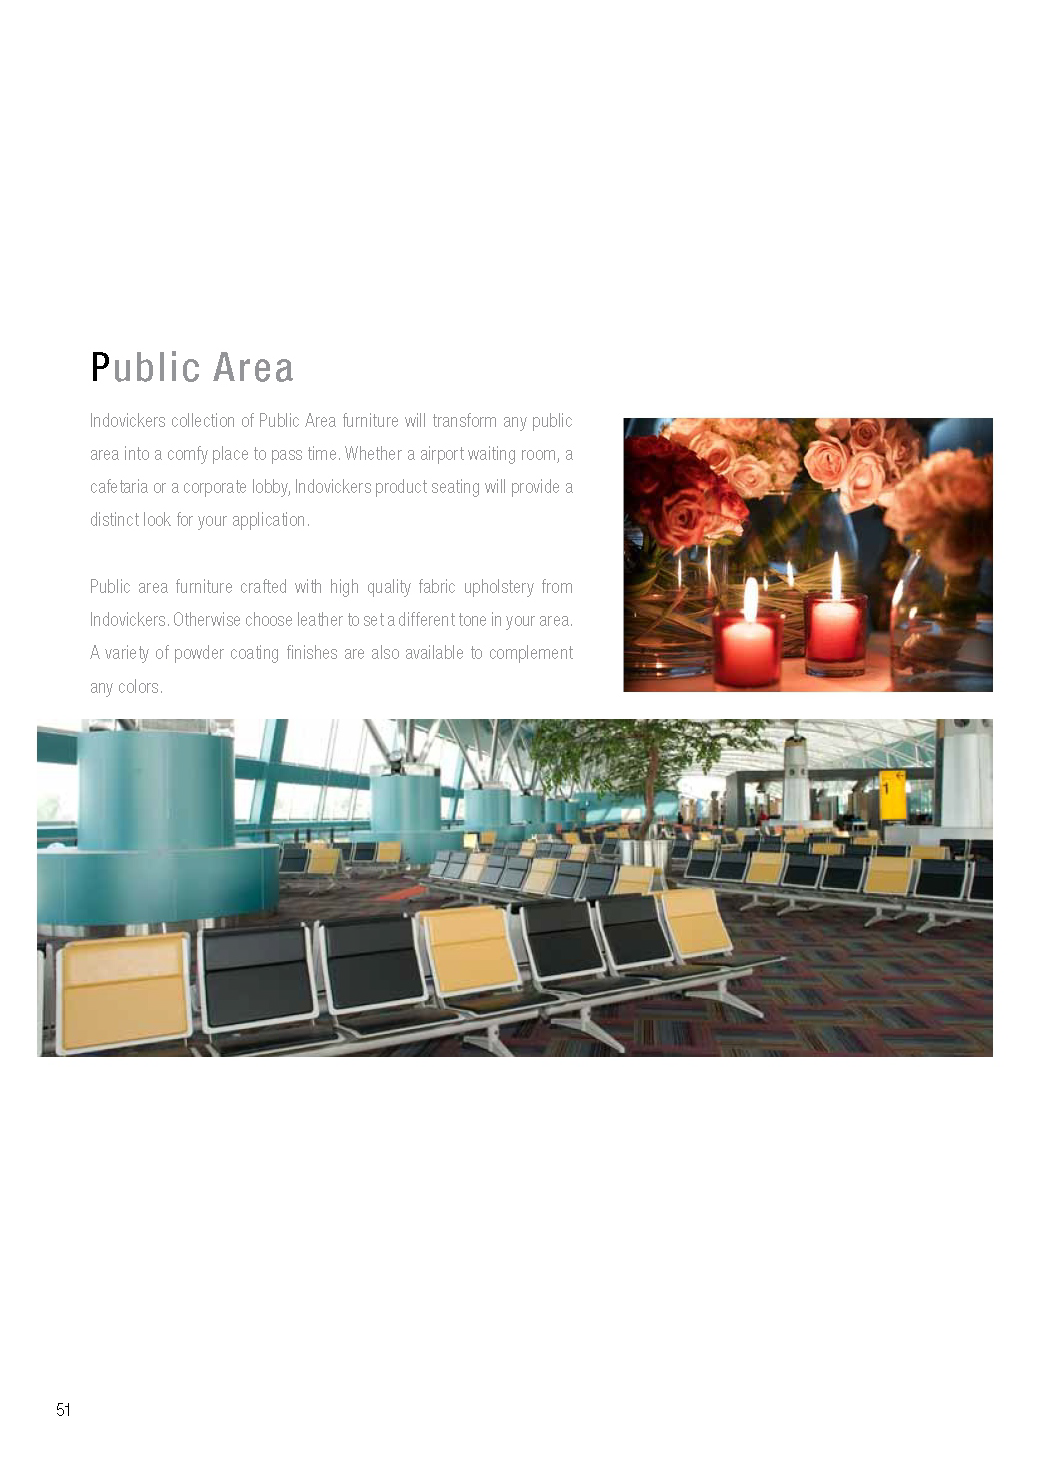 Public Area
Indovickers collection of Public Area furniture will transform any public
area into a comfy place to pass time. Whether a airport waiting room, a
cafetaria or a corporate lobby, Indovickers product seating will provide a
distinct look for your application.
Public area furniture crafted with high quality fabric upholstery from
Indovickers. Otherwise choose leather to set a different tone in your area.
A variety of powder coating finishes are also available to complement
any colors.
1
51